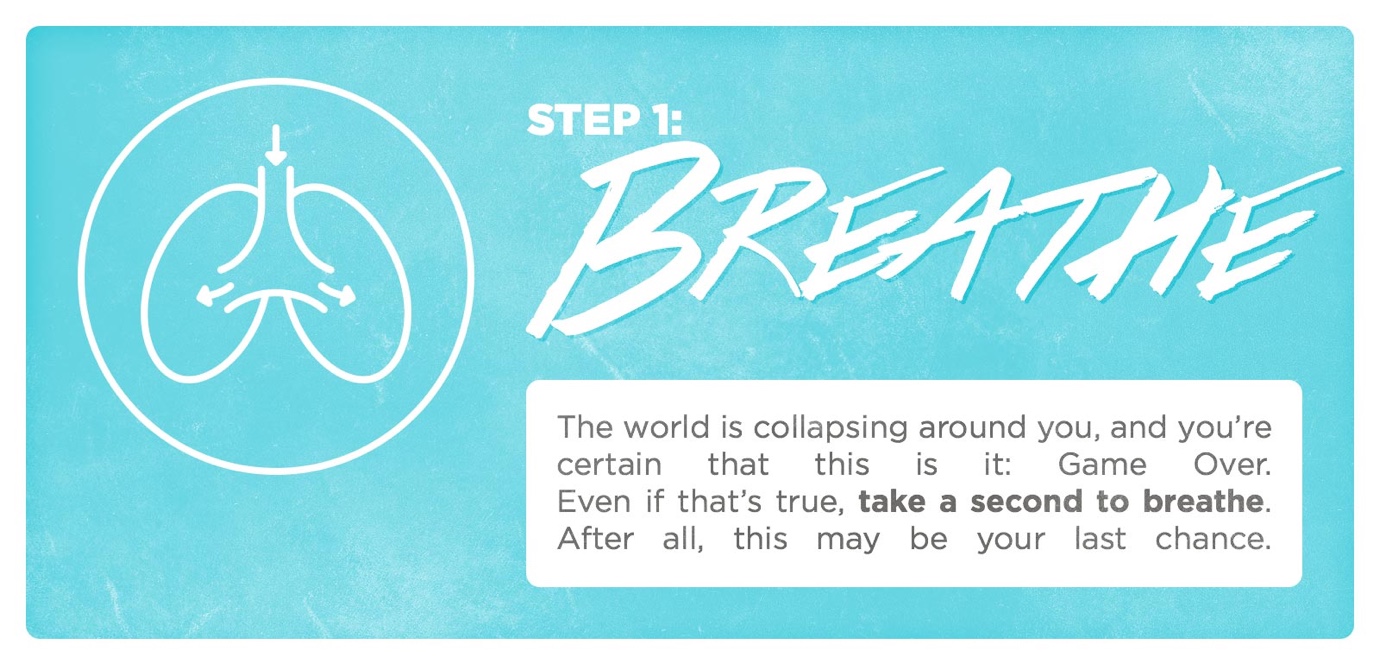 STEP 1:
BREATHE
The world is collapsing around you, and you’re
certain that this is it: Game Over.
Even if that’s true, take a second to breathe.
After all, this may be your last chance.